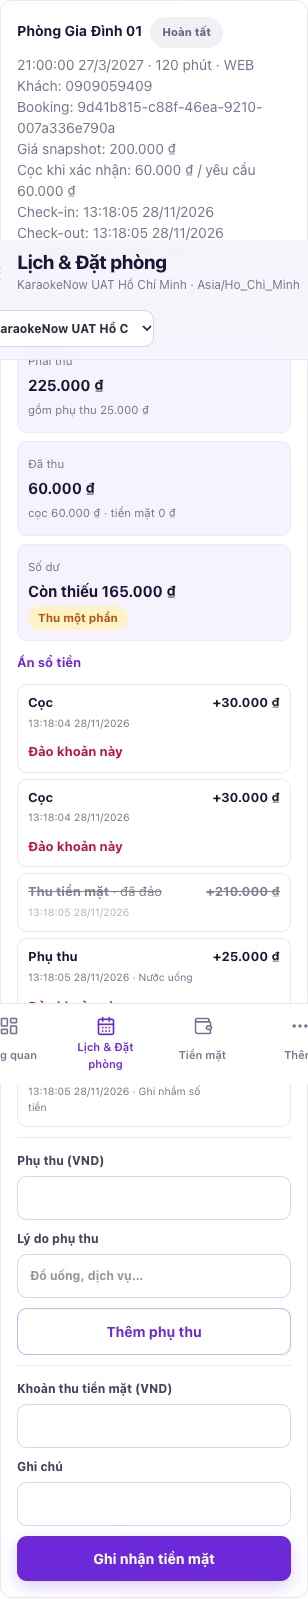 Phòng Gia Đình 01 Hoàn tất
21:00:00 27/3/2027 · 120 phút · WEB
Khách: 0909059409
Booking: 9d41b815-c88f-46ea-9210-
007a336e790a
Giá snapshot: 200.000 ₫
Cọc khi xác nhận: 60.000 ₫ / yêu cầu
60.000 ₫
Check-in: 13:18:05 28/11/2026
Check-out: 13:18:05 28/11/2026
Lịch & Đặt phòng
KaraokeNow UAT Hồ Chí Minh · Asia/Ho_Chi_Minh
araokeNow UAT Hồ C
Phải thu
225.000 ₫
gồm phụ thu 25.000 ₫
Đã thu
60.000 ₫
cọc 60.000 ₫ · tiền mặt 0 ₫
Số dư
Còn thiếu 165.000 ₫
Thu một phần
Ẩn sổ tiền
Cọc +30.000 ₫
13:18:04 28/11/2026
Đảo khoản này
Cọc +30.000 ₫
13:18:04 28/11/2026
Đảo khoản này
Thu tiền mặt · đã đảo +210.000 ₫
13:18:05 28/11/2026
Phụ thu +25.000 ₫
13:18:05 28/11/2026 · Nước uống
g quan
Lịch & Đặt
phòng
Tiền mặt
Thê
13:18:05 28/11/2026 · Ghi nhầm số
tiền
Phụ thu (VND)
Lý do phụ thu
Đồ uống, dịch vụ...
Thêm phụ thu
Khoản thu tiền mặt (VND)
Ghi chú
Ghi nhận tiền mặt